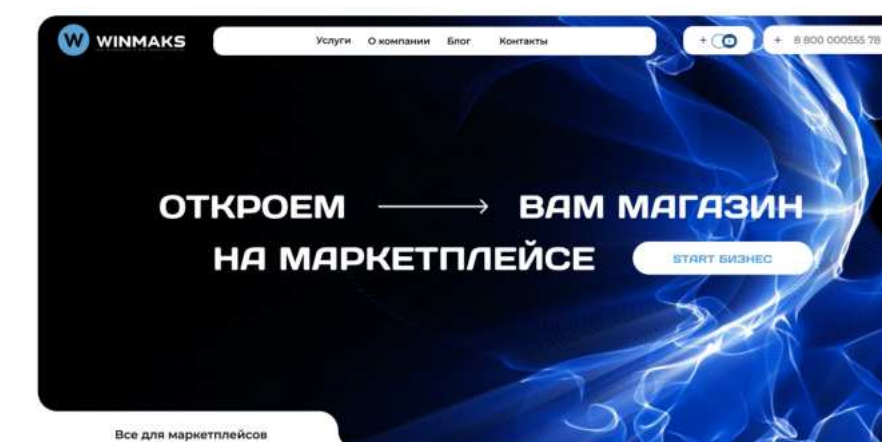 W WINMAKS
Услуги О компании Блог Контакты
+
+ 8 800 000555 78
ОТКРОЕМ → ВАМ МАГАЗИН
НА МАРКЕТПЛЕЙСЕ START БИЗНЕС
Все для маркетплейсов